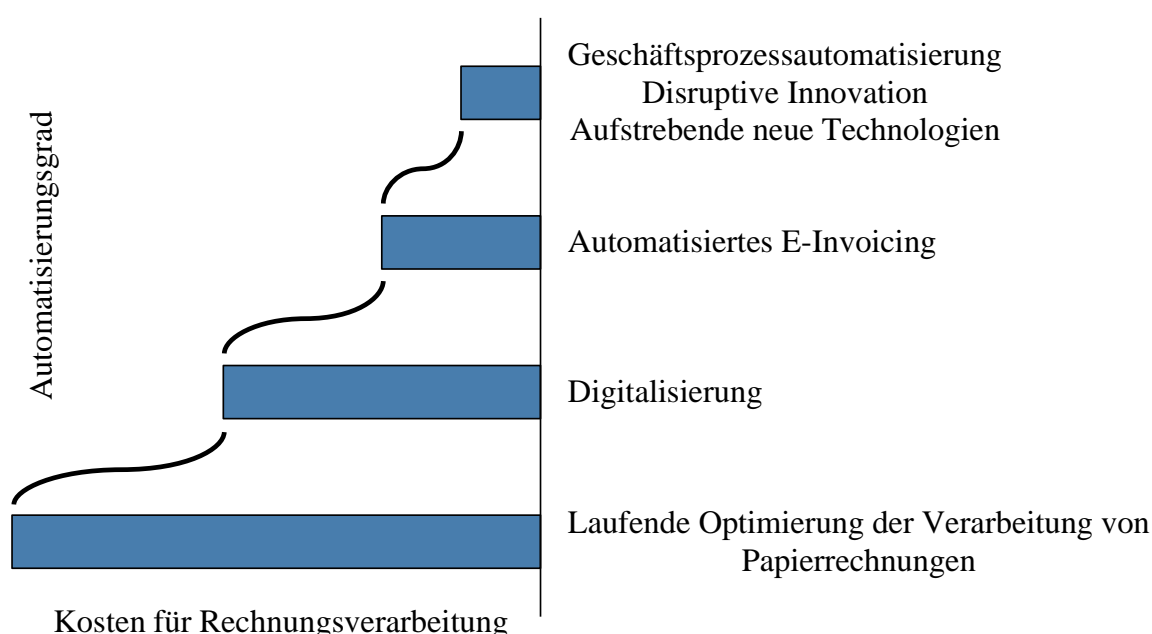 Geschäftsprozessautomatisierung
Disruptive Innovation
Aufstrebende neue Technologien
Automatisierungsgrad
Automatisiertes E-Invoicing
Digitalisierung
Laufende Optimierung der Verarbeitung von
Papierrechnungen
Kosten für Rechnungsverarbeitung